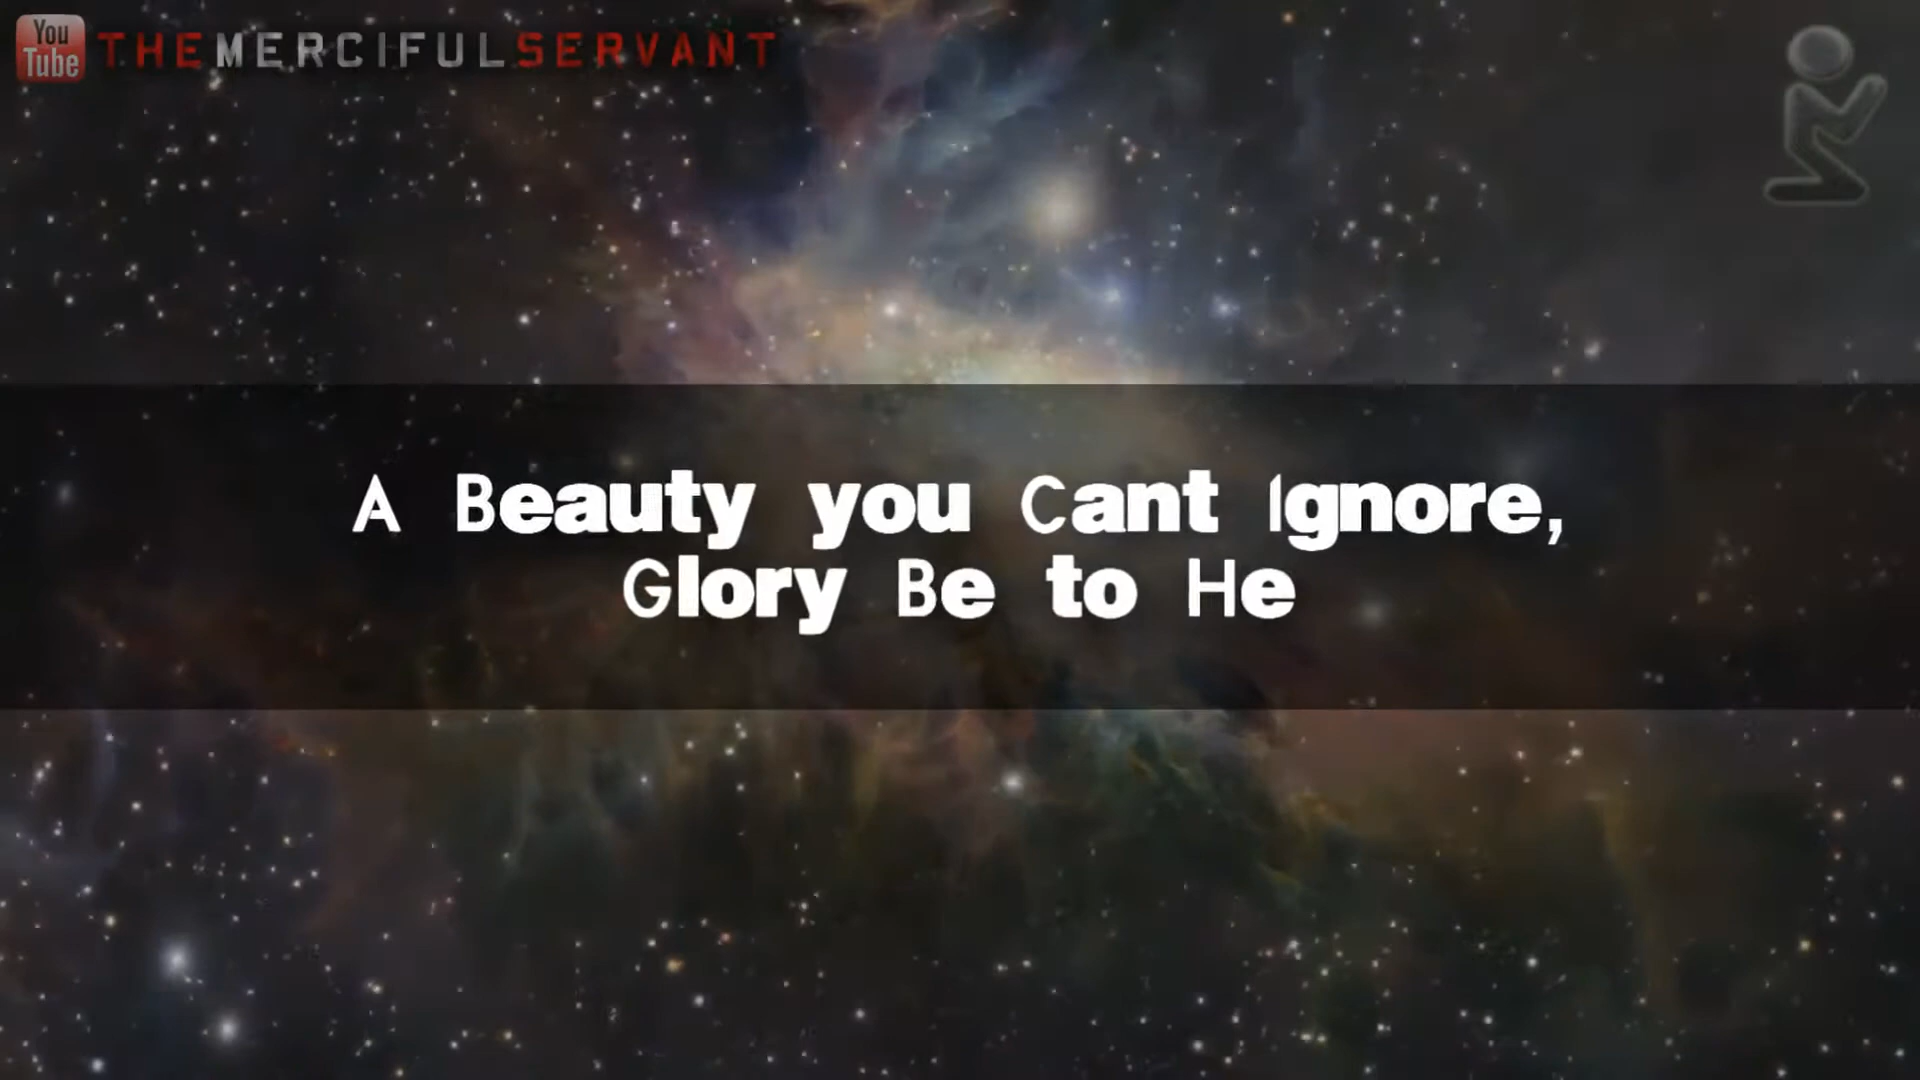 You Tube THEMERCIFULSERVANT
A Beauty you Cant Ignore,
Glory Be to He